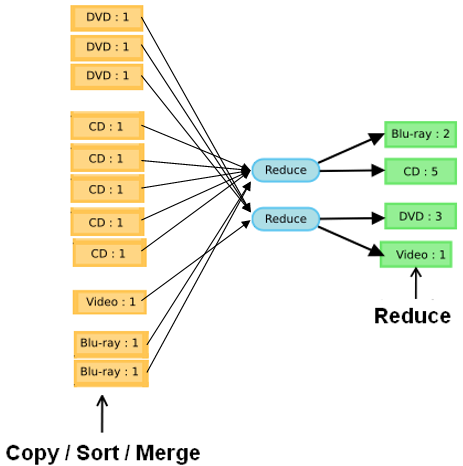 DVD : 1
DVD : 1
DVD : 1
CD : 1
CD : 1
CD : 1
CD : 1
CD : 1
Video : 1
Blu-ray : 1
Blu-ray : 1
Copy / Sort / Merge
Reduce
Reduce
Blu-ray : 2
CD : 5
DVD : 3
Video : 1
Reduce